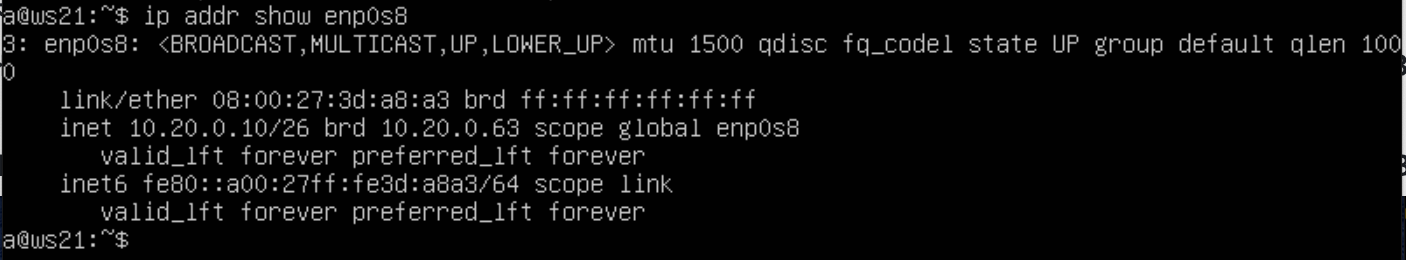 a@ws21:~$ ip addr show enp0s8
3: enp0s8: <BROADCAST,MULTICAST,UP,LOWER_UP> mtu 1500 qdisc fq_codel state UP group default qlen 100
0
    link/ether 08:00:27:3d:a8:a3 brd ff:ff:ff:ff:ff:ff
    inet 10.20.0.10/26 brd 10.20.0.63 scope global enp0s8
       valid_lft forever preferred_lft forever
    inet6 fe80::a00:27ff:fe3d:a8a3/64 scope link
       valid_lft forever preferred_lft forever
a@ws21:~$